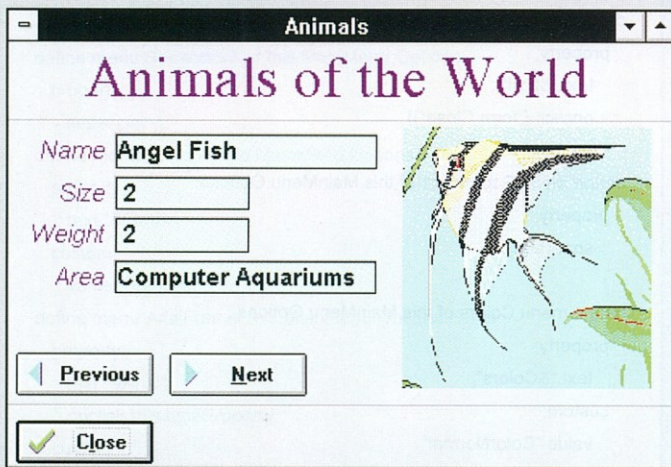 Animals
Animals of the World
Name Angel Fish
Size 2
Weight 2
Area Computer Aquariums
Previous Next
Close